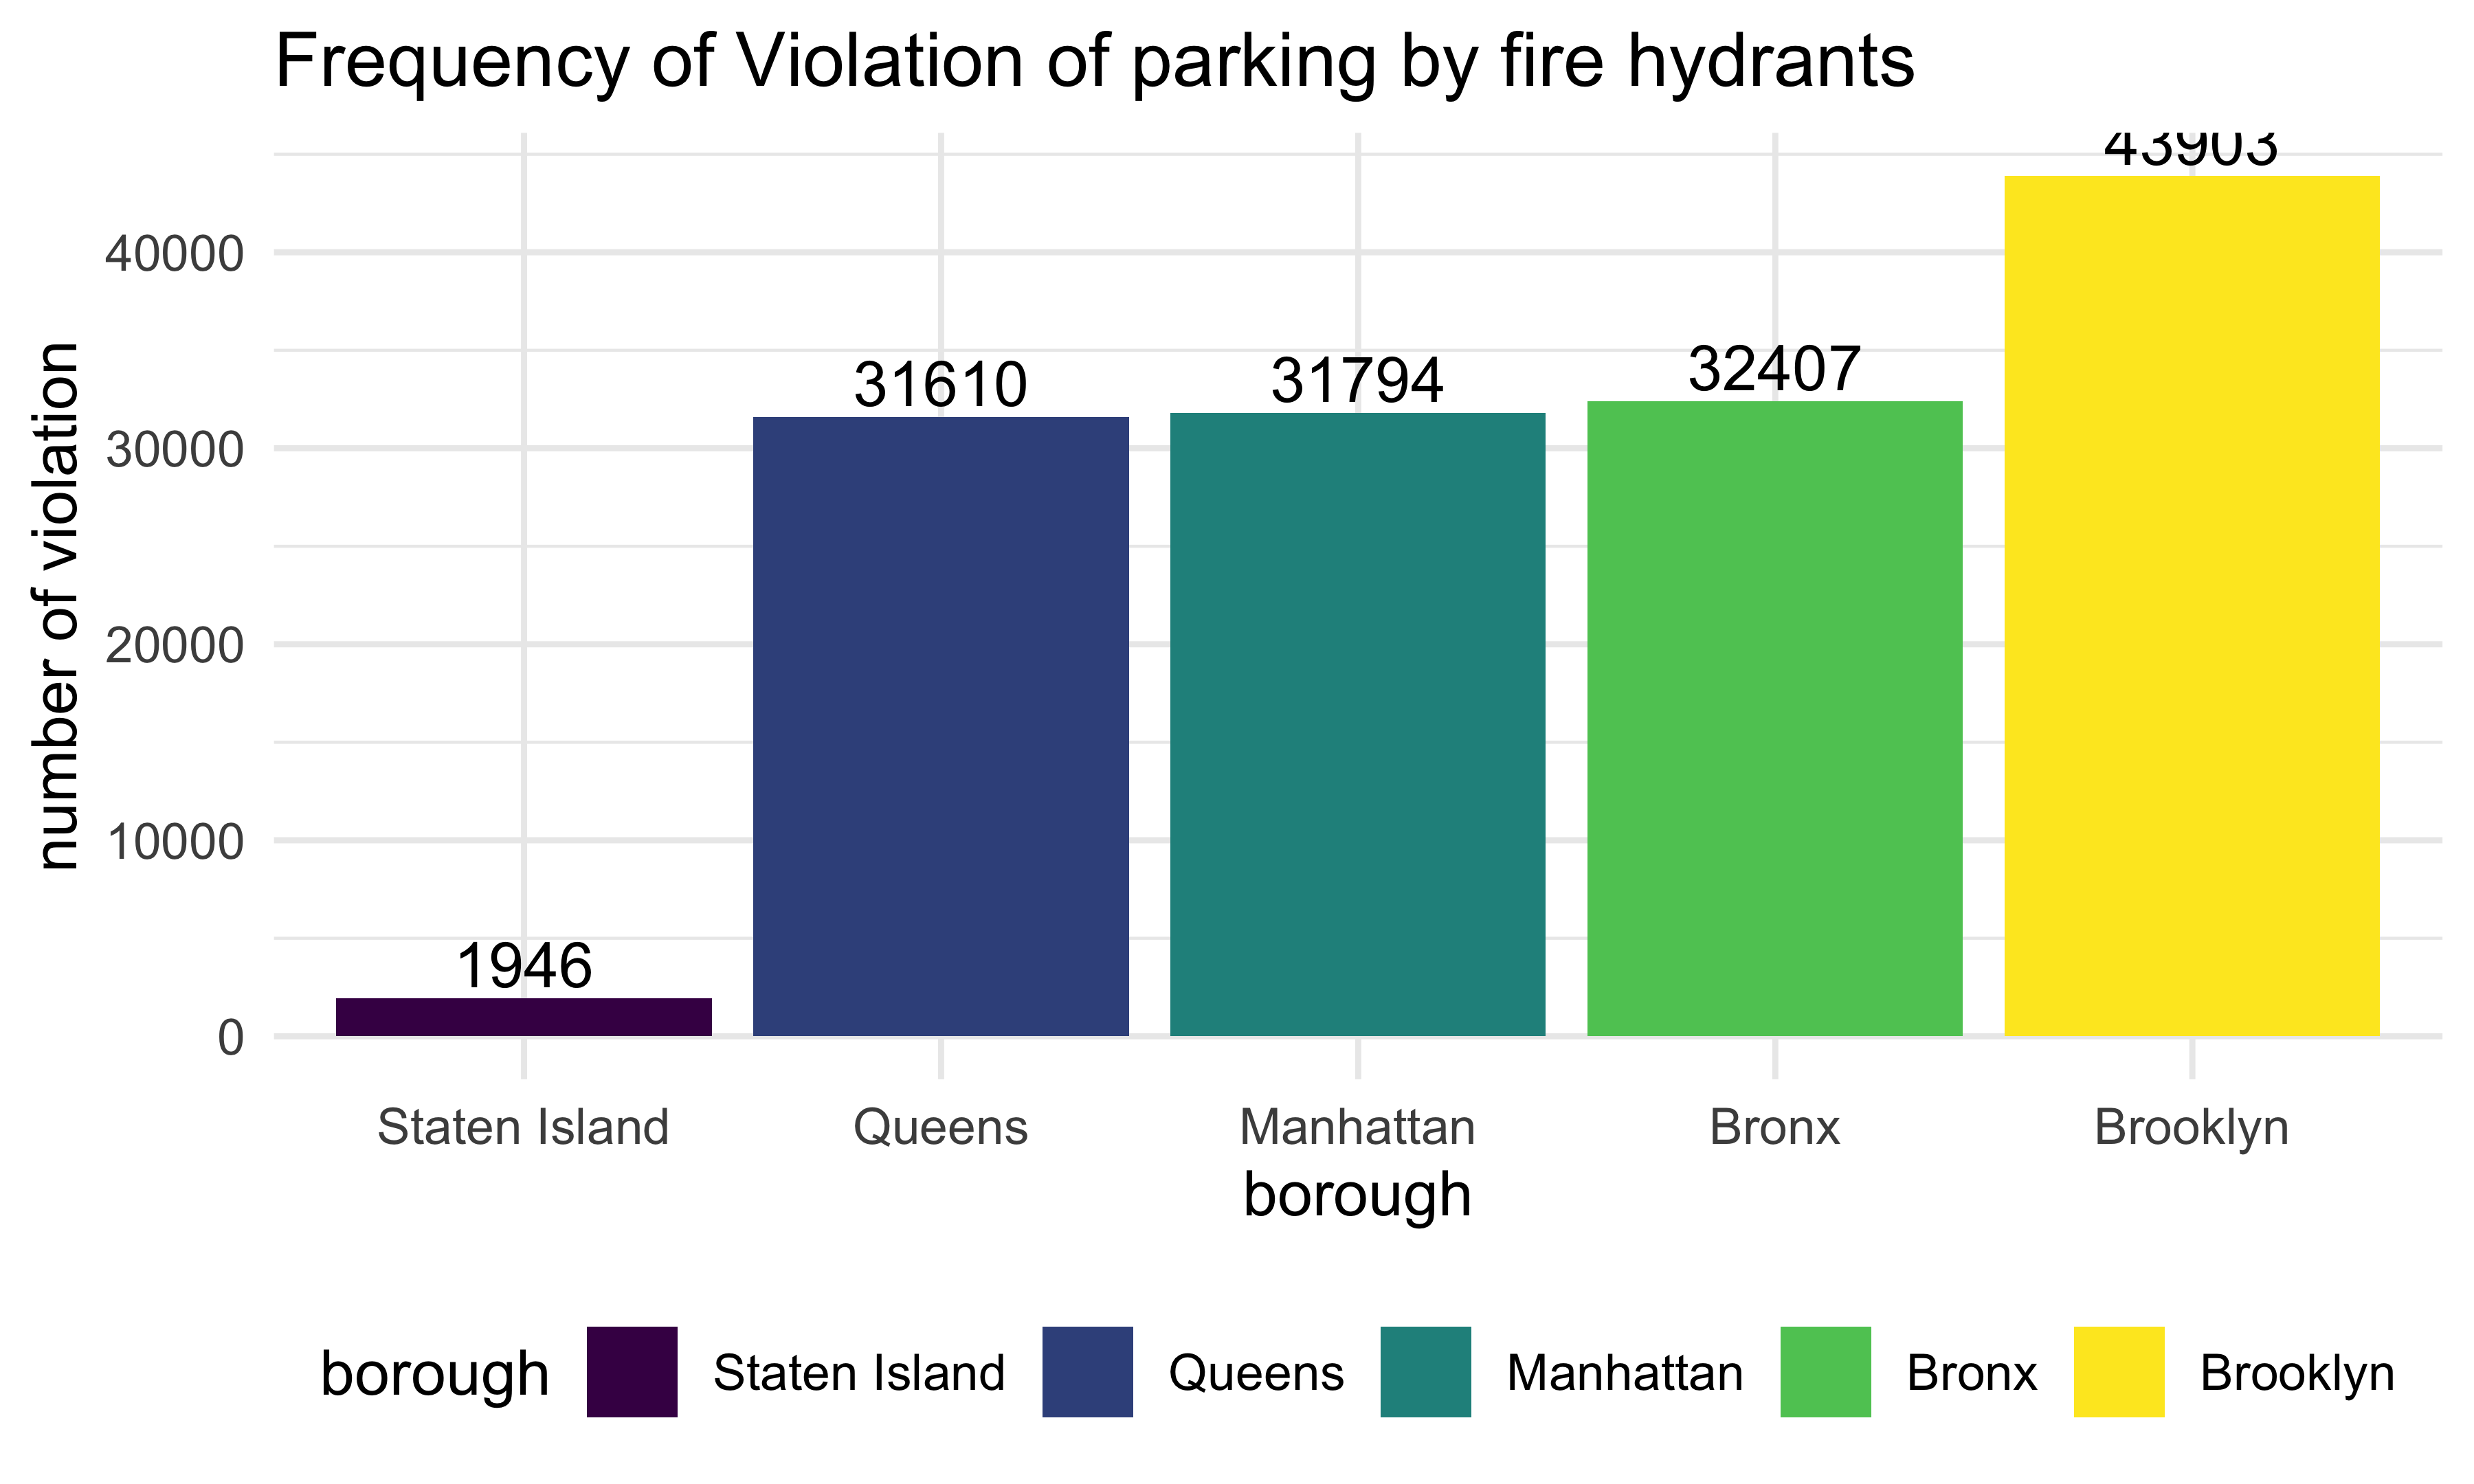 Frequency of Violation of parking by fire hydrants
number of violation
43903
40000
32407
31794
31610
30000
20000
10000
1946
0
Staten Island Queens Manhattan Bronx Brooklyn
borough
borough Staten Island Queens Manhattan Bronx Brooklyn